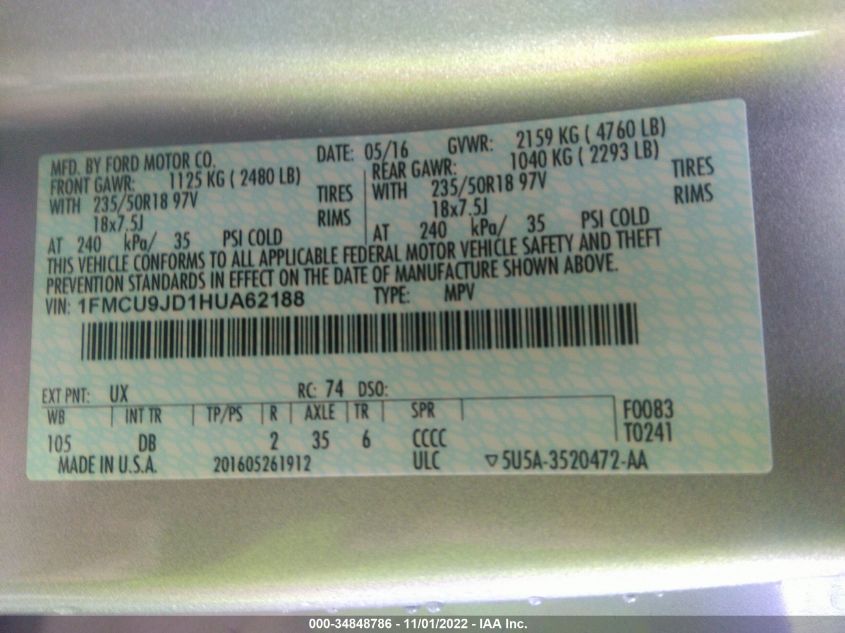 MFD. BY FORD MOTOR CO. DATE: 05/16 GVWR: 2159 KG ( 4760 LB)
FRONT GAWR: 1125 KG ( 2480 LB) REAR GAWR: 1040 KG ( 2293 LB)
WITH 235/50R18 97V TIRES WITH 235/50R18 97V TIRES
18x7.5J RIMS 18x7.5J RIMS
AT 240 kPa/ 35 PSI COLD AT 240 kPa/ 35 PSI COLD
THIS VEHICLE CONFORMS TO ALL APPLICABLE FEDERAL MOTOR VEHICLE SAFETY AND THEFT
PREVENTION STANDARDS IN EFFECT ON THE DATE OF MANUFACTURE SHOWN ABOVE.
VIN: 1FMCU9JD1HUA62188 TYPE: MPV
EXT PNT: UX RC: 74 DSO:
WB INT TR TP/PS R AXLE TR SPR F0083
105 DB 2 35 6 CCCC T0241
MADE IN U.S.A. 201605261912 ULC ▽5U5A-3520472-AA
000-34848786 - 11/01/2022 - IAA Inc.